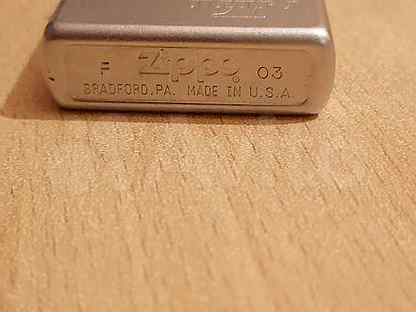 F Zippo 03
BRADFORD, PA. MADE IN U.S.A.